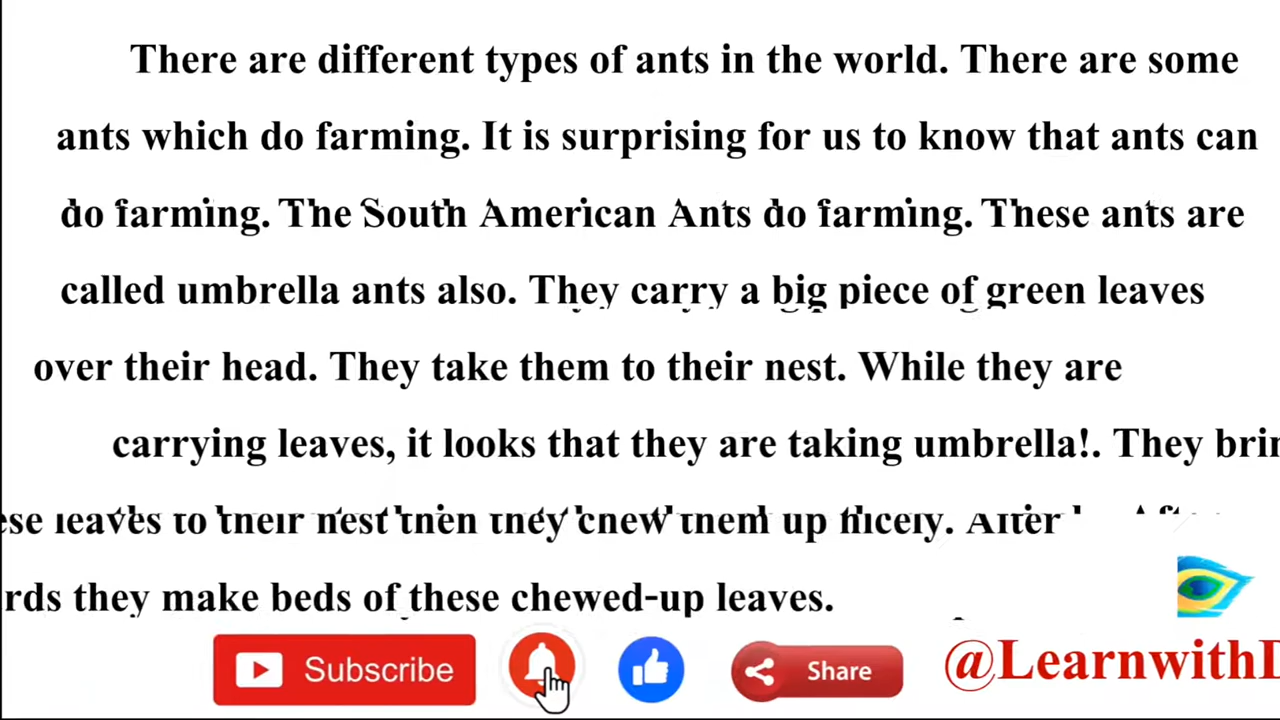 There are different types of ants in the world. There are some
ants which do farming. It is surprising for us to know that ants can
do farming. The South American Ants do farming. These ants are
called umbrella ants also. They carry a big piece of green leaves
over their head. They take them to their nest. While they are
carrying leaves, it looks that they are taking umbrella!. They brin
ese leaves to their nest then they chew them up nicely. After
rds they make beds of these chewed-up leaves.
Subscribe
Share
@LearnwithD